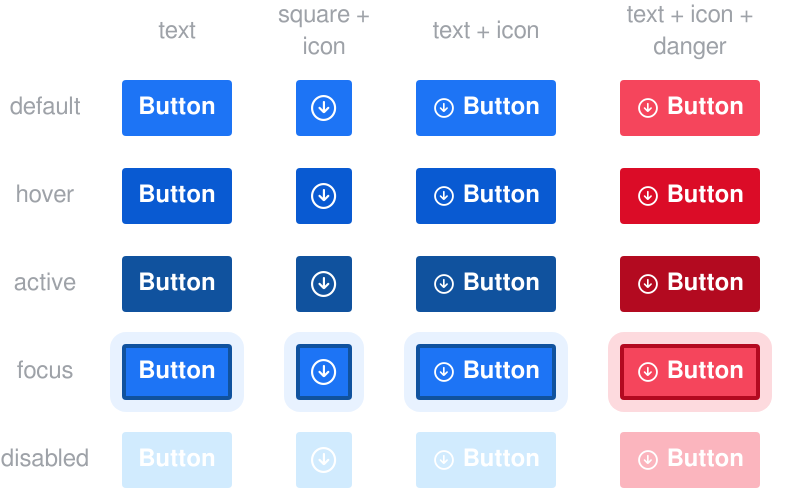 text
square +
icon
text + icon
text + icon +
danger
default
Button
Button
Button
hover
Button
Button
Button
active
Button
Button
Button
focus
Button
Button
Button
disabled
Button
Button
Button